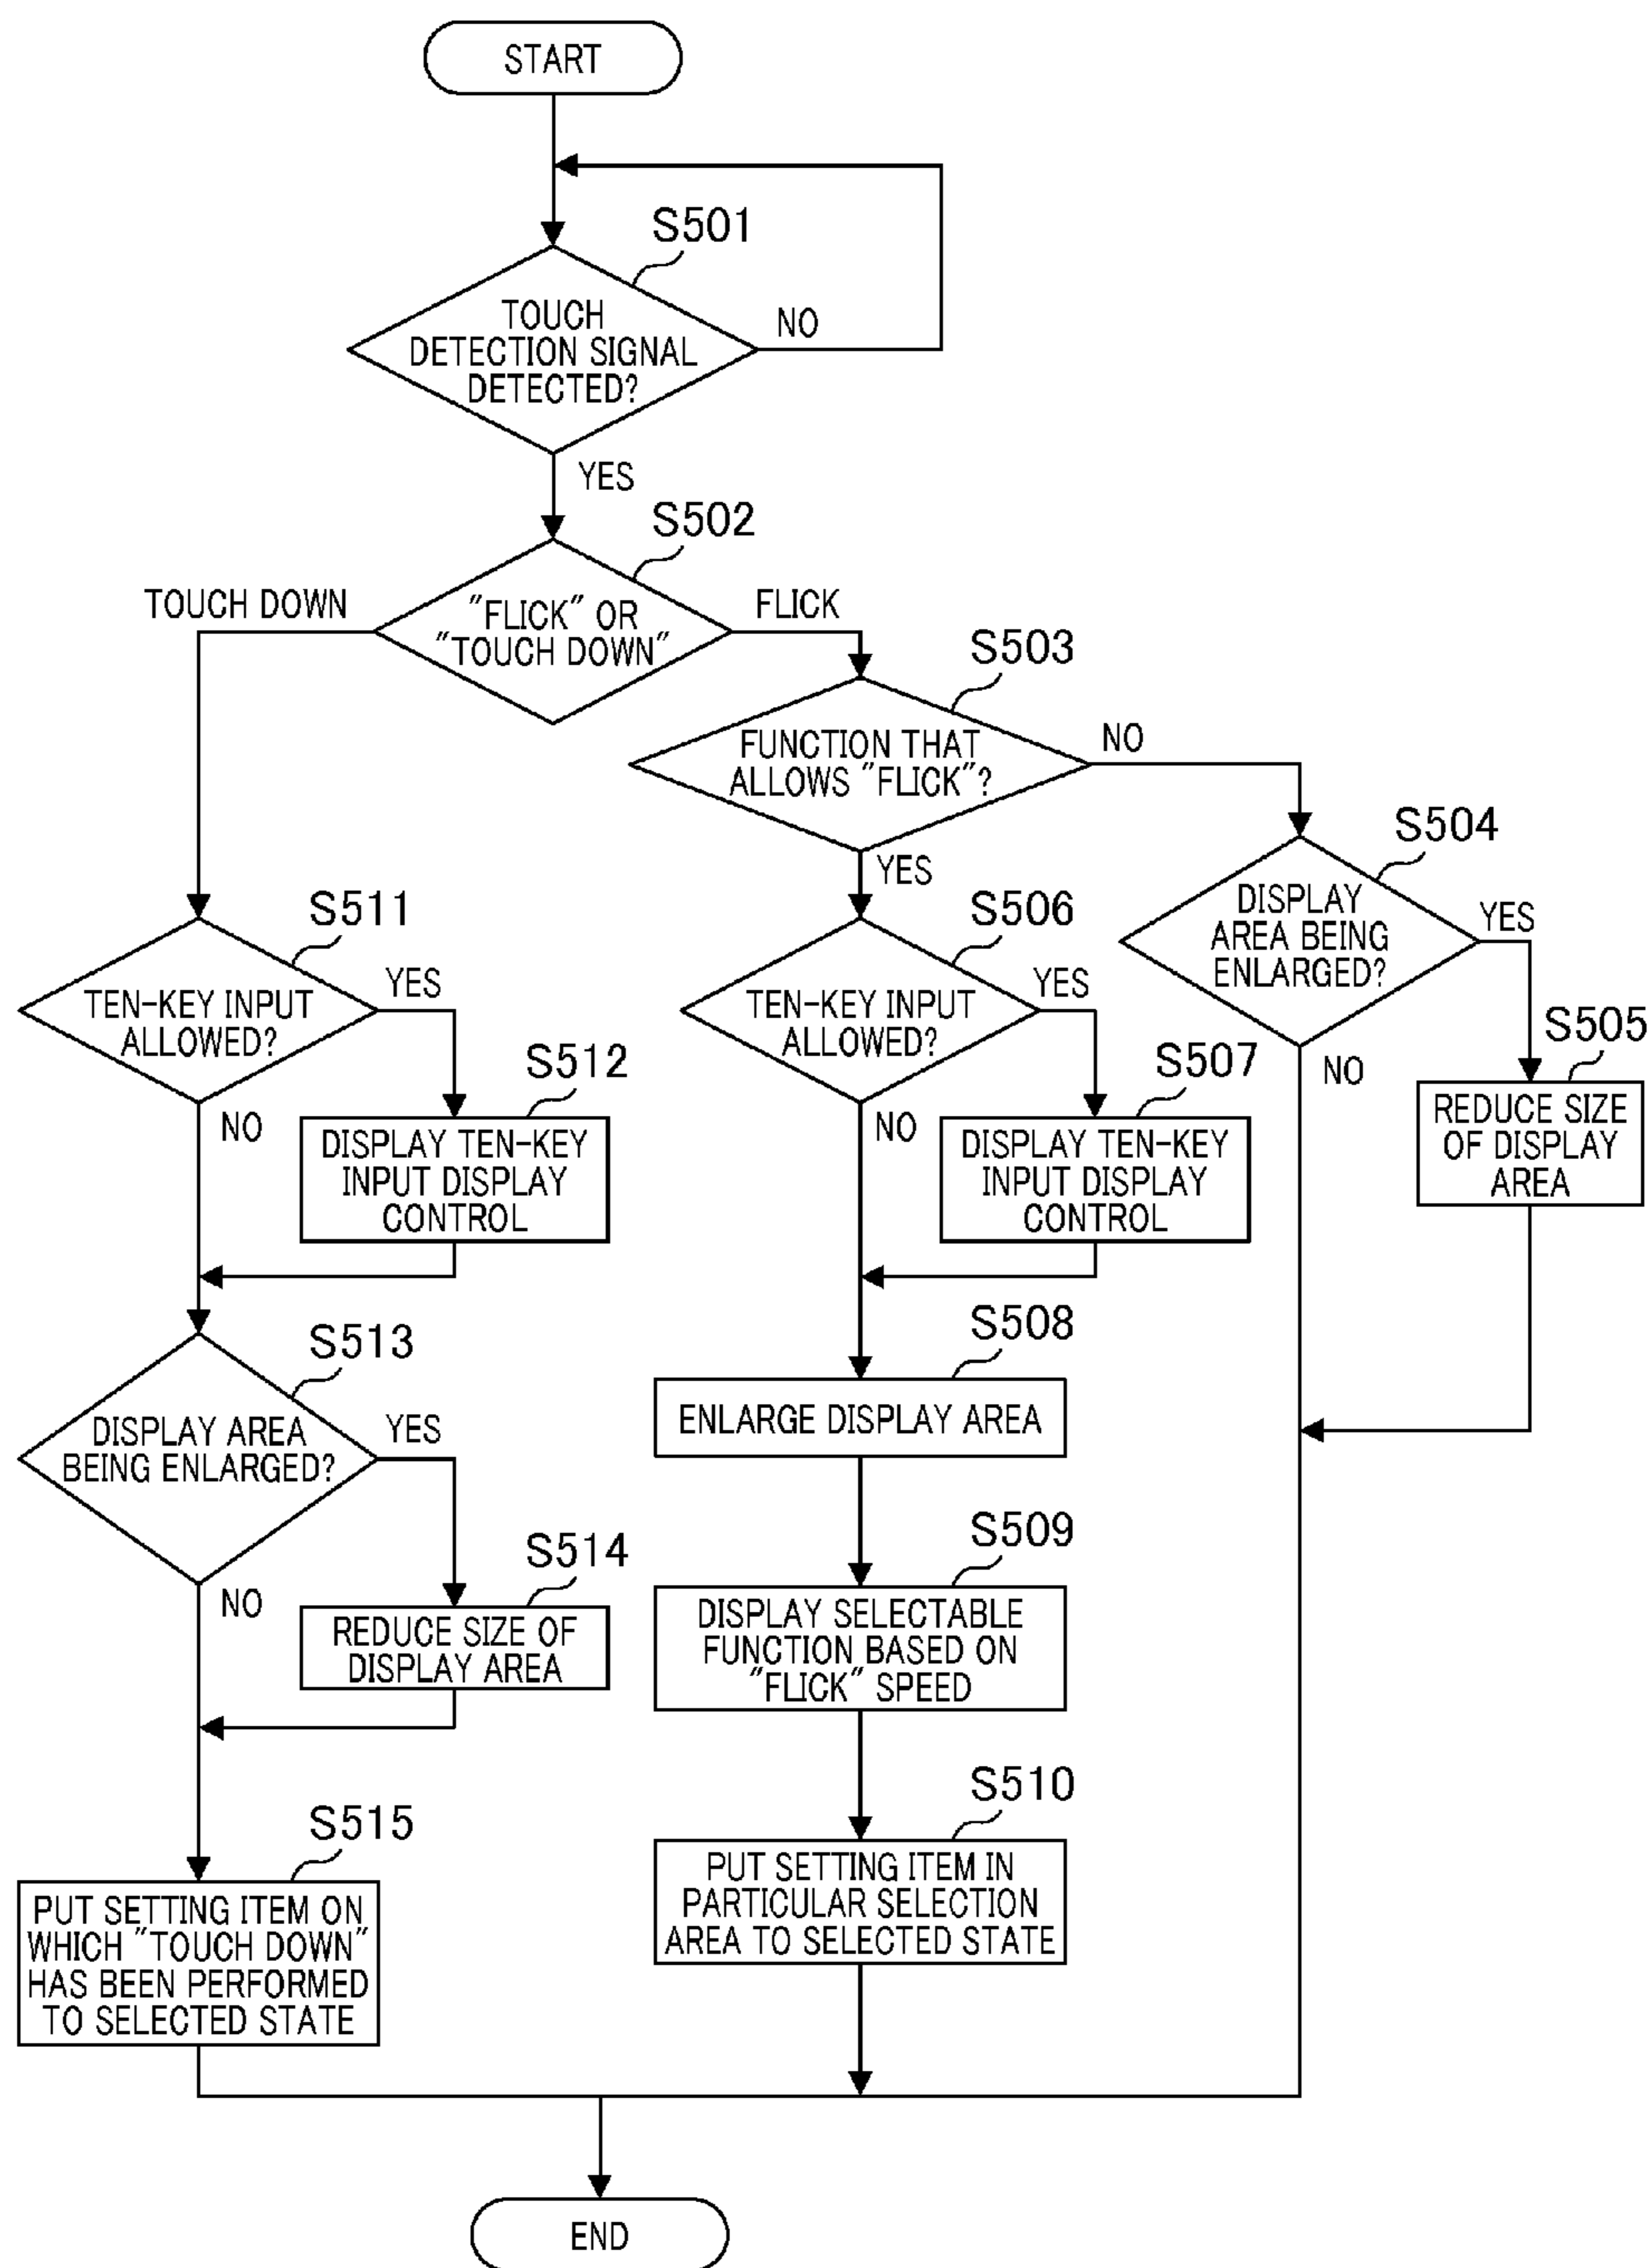 START
S501
TOUCH
DETECTION SIGNAL
DETECTED?
NO
YES
S502
TOUCH DOWN
"FLICK" OR
"TOUCH DOWN"
FLICK
S503
FUNCTION THAT
ALLOWS "FLICK"?
NO
YES
S504
DISPLAY
AREA BEING
ENLARGED?
YES
NO
S505
REDUCE SIZE
OF DISPLAY
AREA
S506
TEN-KEY INPUT
ALLOWED?
YES
NO
S507
DISPLAY TEN-KEY
INPUT DISPLAY
CONTROL
S508
ENLARGE DISPLAY AREA
S509
DISPLAY SELECTABLE
FUNCTION BASED ON
"FLICK" SPEED
S510
PUT SETTING ITEM IN
PARTICULAR SELECTION
AREA TO SELECTED STATE
S511
TEN-KEY INPUT
ALLOWED?
YES
NO
S512
DISPLAY TEN-KEY
INPUT DISPLAY
CONTROL
S513
DISPLAY AREA
BEING ENLARGED?
YES
NO
S514
REDUCE SIZE OF
DISPLAY AREA
S515
PUT SETTING ITEM ON
WHICH "TOUCH DOWN"
HAS BEEN PERFORMED
TO SELECTED STATE
END